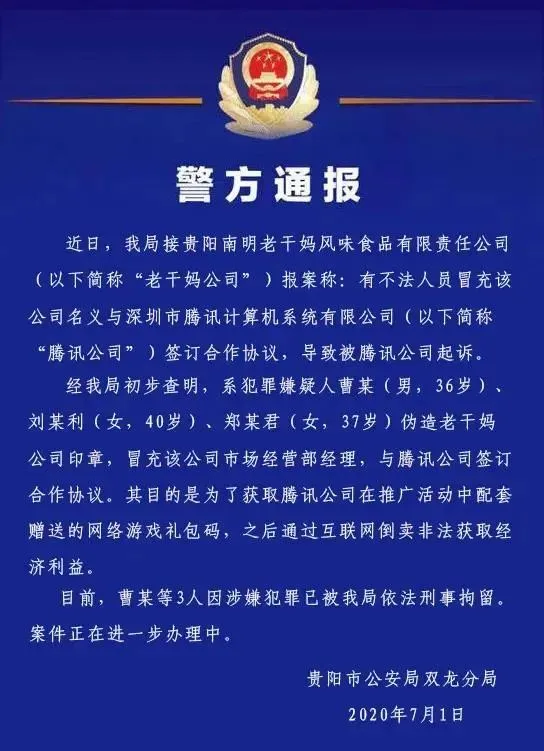 警方通报
近日，我局接贵阳南明老干妈风味食品有限责任公司
（以下简称“老干妈公司”）报案称：有不法人员冒充该
公司名义与深圳市腾讯计算机系统有限公司（以下简称
“腾讯公司”）签订合作协议，导致被腾讯公司起诉。
经我局初步查明，系犯罪嫌疑人曹某（男，36岁）、
刘某利（女，40岁）、郑某君（女，37岁）伪造老干妈
公司印章，冒充该公司市场经营部经理，与腾讯公司签订
合作协议。其目的是为了获取腾讯公司在推广活动中配套
赠送的网络游戏礼包码，之后通过互联网倒卖非法获取经
济利益。
目前，曹某等3人因涉嫌犯罪已被我局依法刑事拘留。
案件正在进一步办理中。
贵阳市公安局双龙分局
2020年7月1日